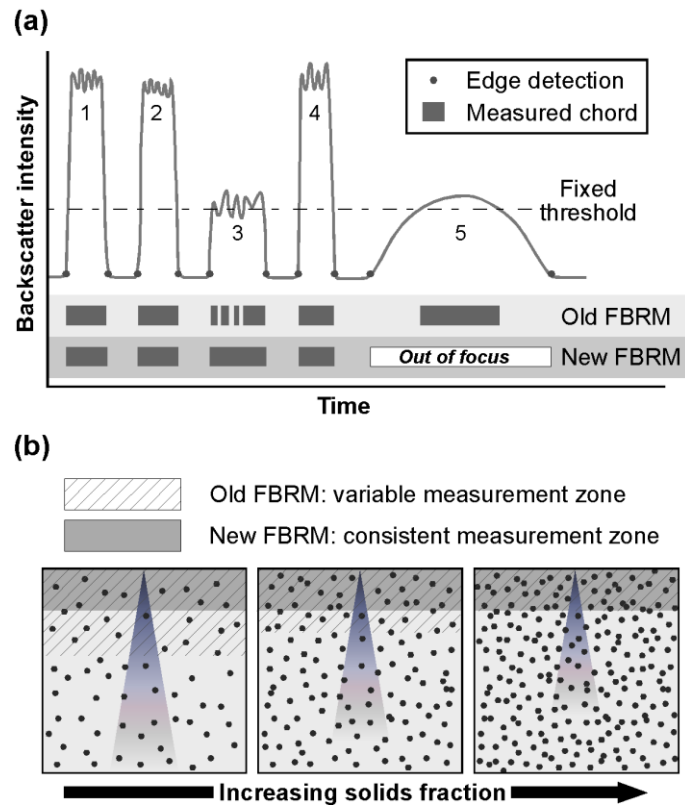 (a)
Backscatter intensity
1
2
3
4
5
Edge detection
Measured chord
Fixed
threshold
Old FBRM
Out of focus
New FBRM
Time
(b)
Old FBRM: variable measurement zone
New FBRM: consistent measurement zone
Increasing solids fraction